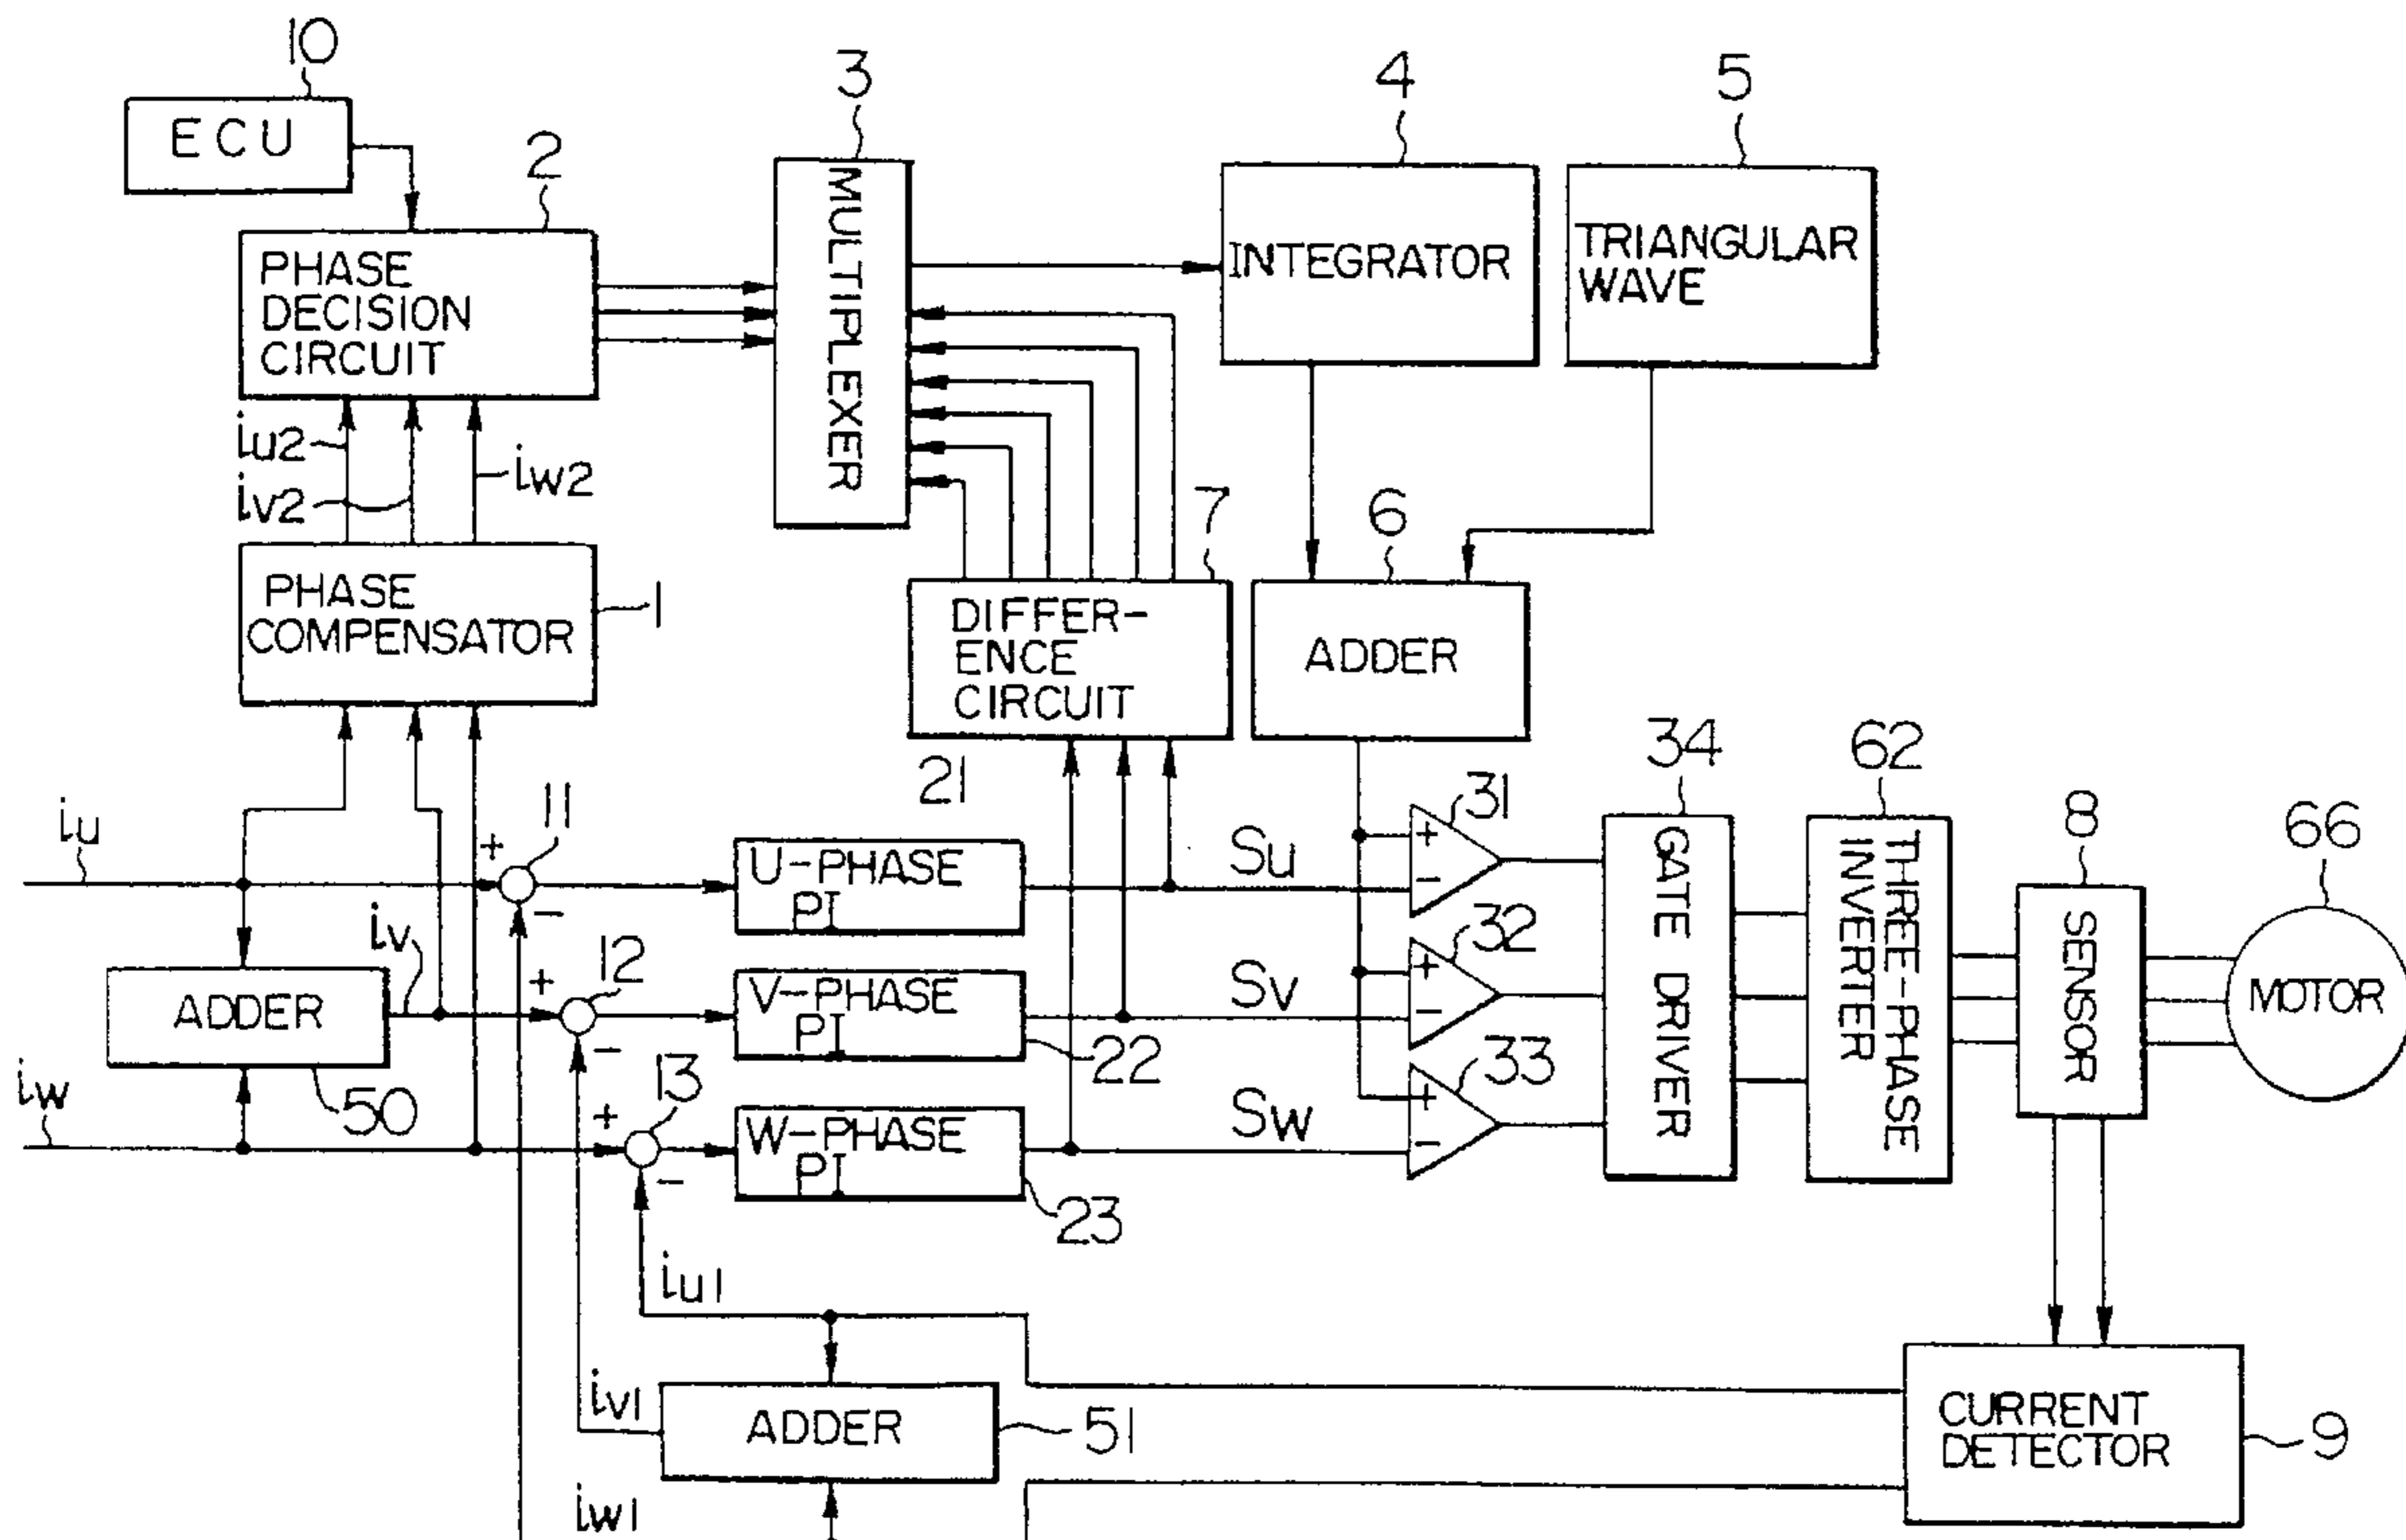 10
ECU
2
3
4
5
PHASE
DECISION
CIRCUIT
MULTIPLEXER
INTEGRATOR
TRIANGULAR
WAVE
iu2
iv2
iw2
PHASE
COMPENSATOR
1
7
DIFFER-
ENCE
CIRCUIT
6
ADDER
21
34
62
8
66
iu
+
11
−
U-PHASE
PI
Su
31
+
−
GATE DRIVER
THREE-PHASE
INVERTER
SENSOR
MOTOR
ADDER
50
iv
+
12
−
V-PHASE
PI
22
Sv
32
+
−
iw
+
13
−
W-PHASE
PI
23
Sw
33
+
−
iu1
iv1
ADDER
51
iw1
CURRENT
DETECTOR
9